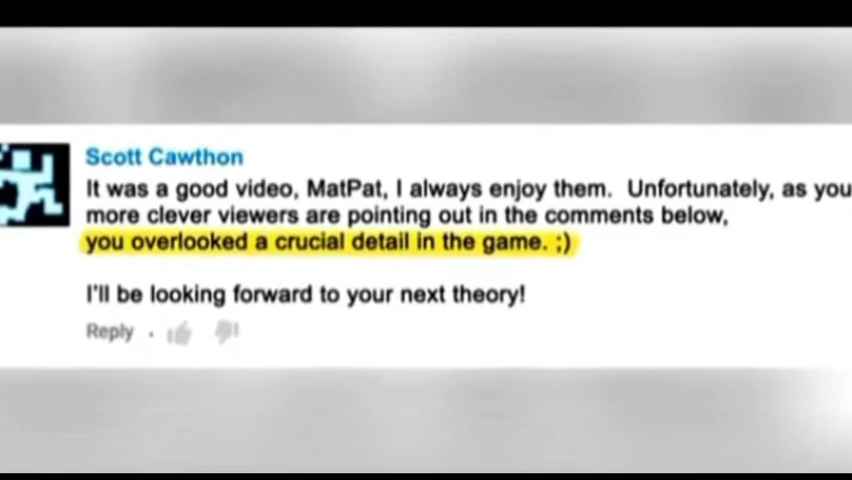 Scott Cawthon
It was a good video, MatPat, I always enjoy them. Unfortunately, as you
more clever viewers are pointing out in the comments below,
you overlooked a crucial detail in the game. ;)
I'll be looking forward to your next theory!
Reply .